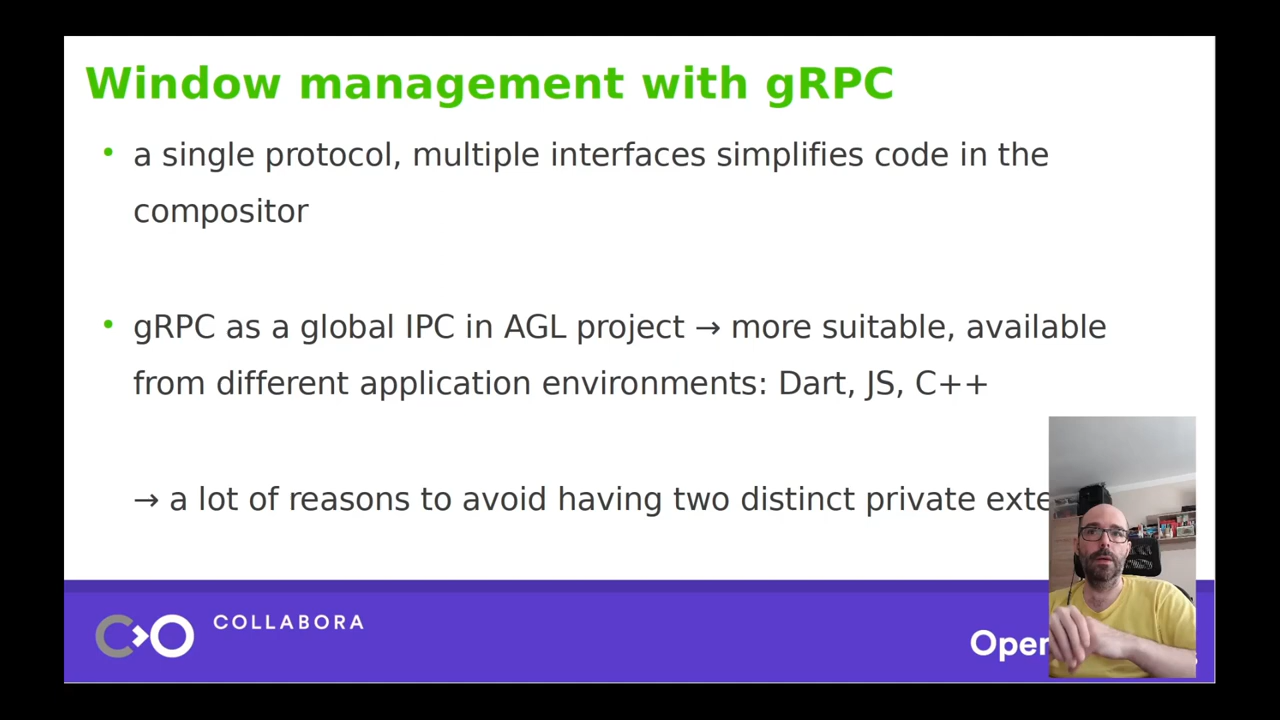 Window management with gRPC
• a single protocol, multiple interfaces simplifies code in the
compositor
• gRPC as a global IPC in AGL project → more suitable, available
from different application environments: Dart, JS, C++
→ a lot of reasons to avoid having two distinct private
COLLABORA